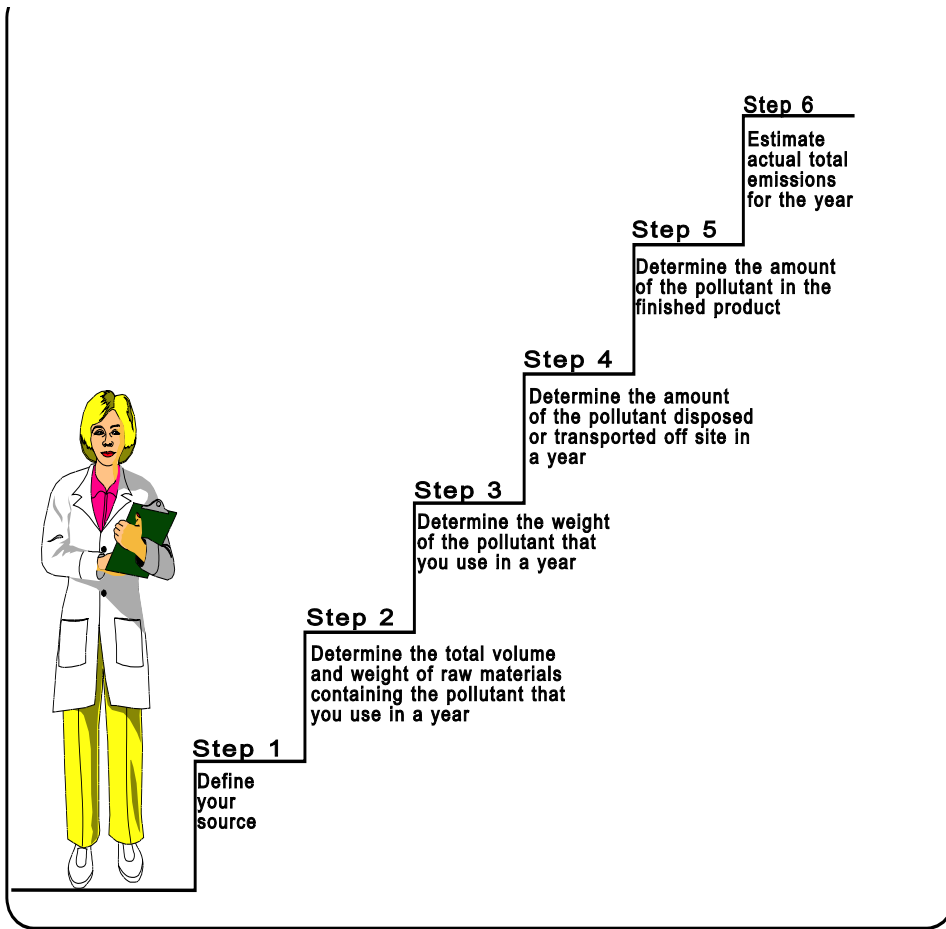 Step 6
Estimate
actual total
emissions
for the year
Step 5
Determine the amount
of the pollutant in the
finished product
Step 4
Determine the amount
of the pollutant disposed
or transported off site in
a year
Step 3
Determine the weight
of the pollutant that
you use in a year
Step 2
Determine the total volume
and weight of raw materials
containing the pollutant that
you use in a year
Step 1
Define
your
source